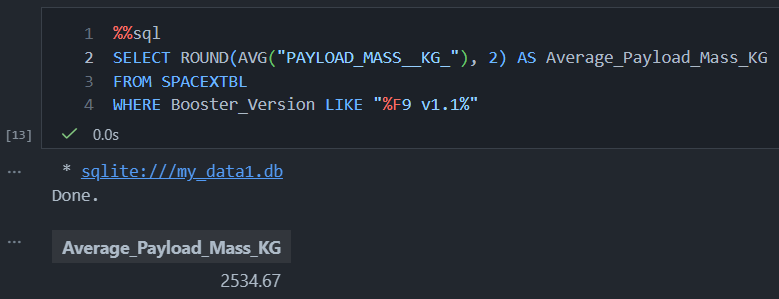 1 %%sql
2 SELECT ROUND(AVG("PAYLOAD_MASS__KG_"), 2) AS Average_Payload_Mass_KG
3 FROM SPACEXTBL
4 WHERE Booster_Version LIKE "%F9 v1.1%"
[13] 0.0s
... * sqlite:///my_data1.db
Done.
...
Average_Payload_Mass_KG
2534.67